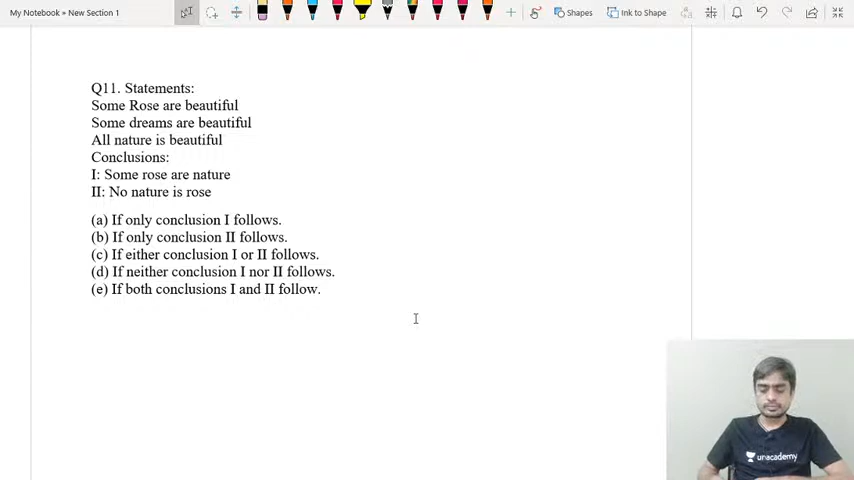 My Notebook » New Section 1
Shapes
Ink to Shape
Q11. Statements:
Some Rose are beautiful
Some dreams are beautiful
All nature is beautiful
Conclusions:
I: Some rose are nature
II: No nature is rose
(a) If only conclusion I follows.
(b) If only conclusion II follows.
(c) If either conclusion I or II follows.
(d) If neither conclusion I nor II follows.
(e) If both conclusions I and II follow.
unacademy